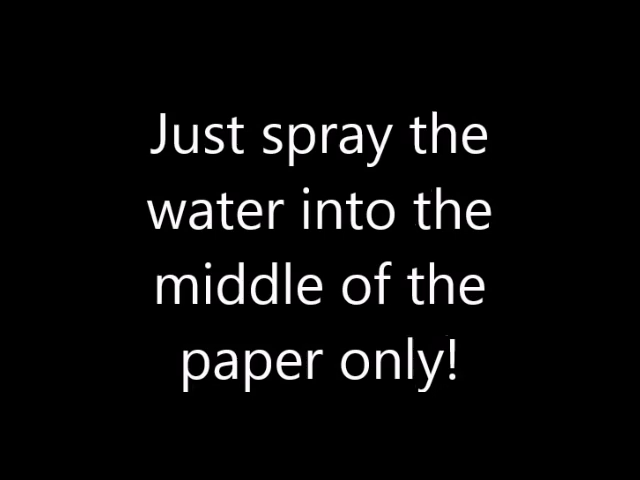 Just spray the
water into the
middle of the
paper only!